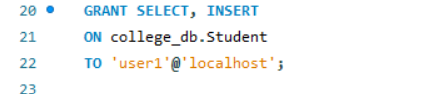 20 GRANT SELECT, INSERT
21 ON college_db.Student
22 TO 'user1'@'localhost';
23